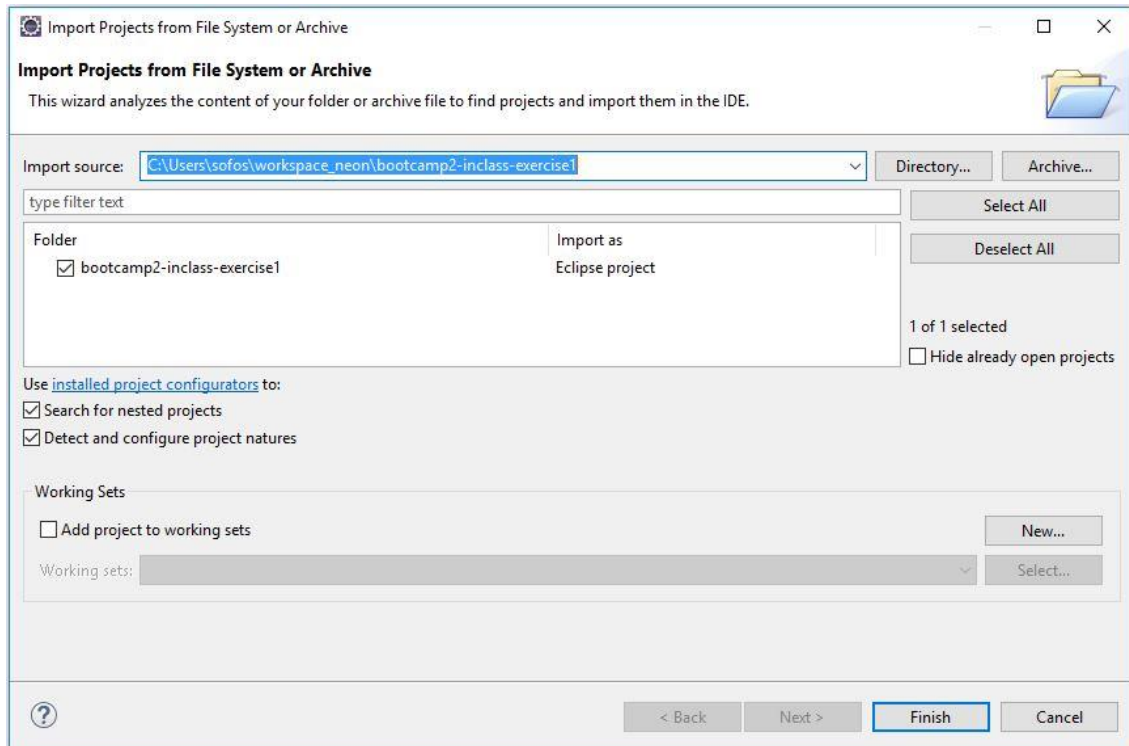 Import Projects from File System or Archive
Import Projects from File System or Archive
This wizard analyzes the content of your folder or archive file to find projects and import them in the IDE.
Import source: C:\Users\sofos\workspace_neon\bootcamp2-inclass-exercise1 Directory... Archive...
type filter text Select All
Folder Import as Deselect All
bootcamp2-inclass-exercise1 Eclipse project
1 of 1 selected
Hide already open projects
Use installed project configurators to:
Search for nested projects
Detect and configure project natures
Working Sets
Add project to working sets New...
Working sets: Select...
? < Back Next > Finish Cancel